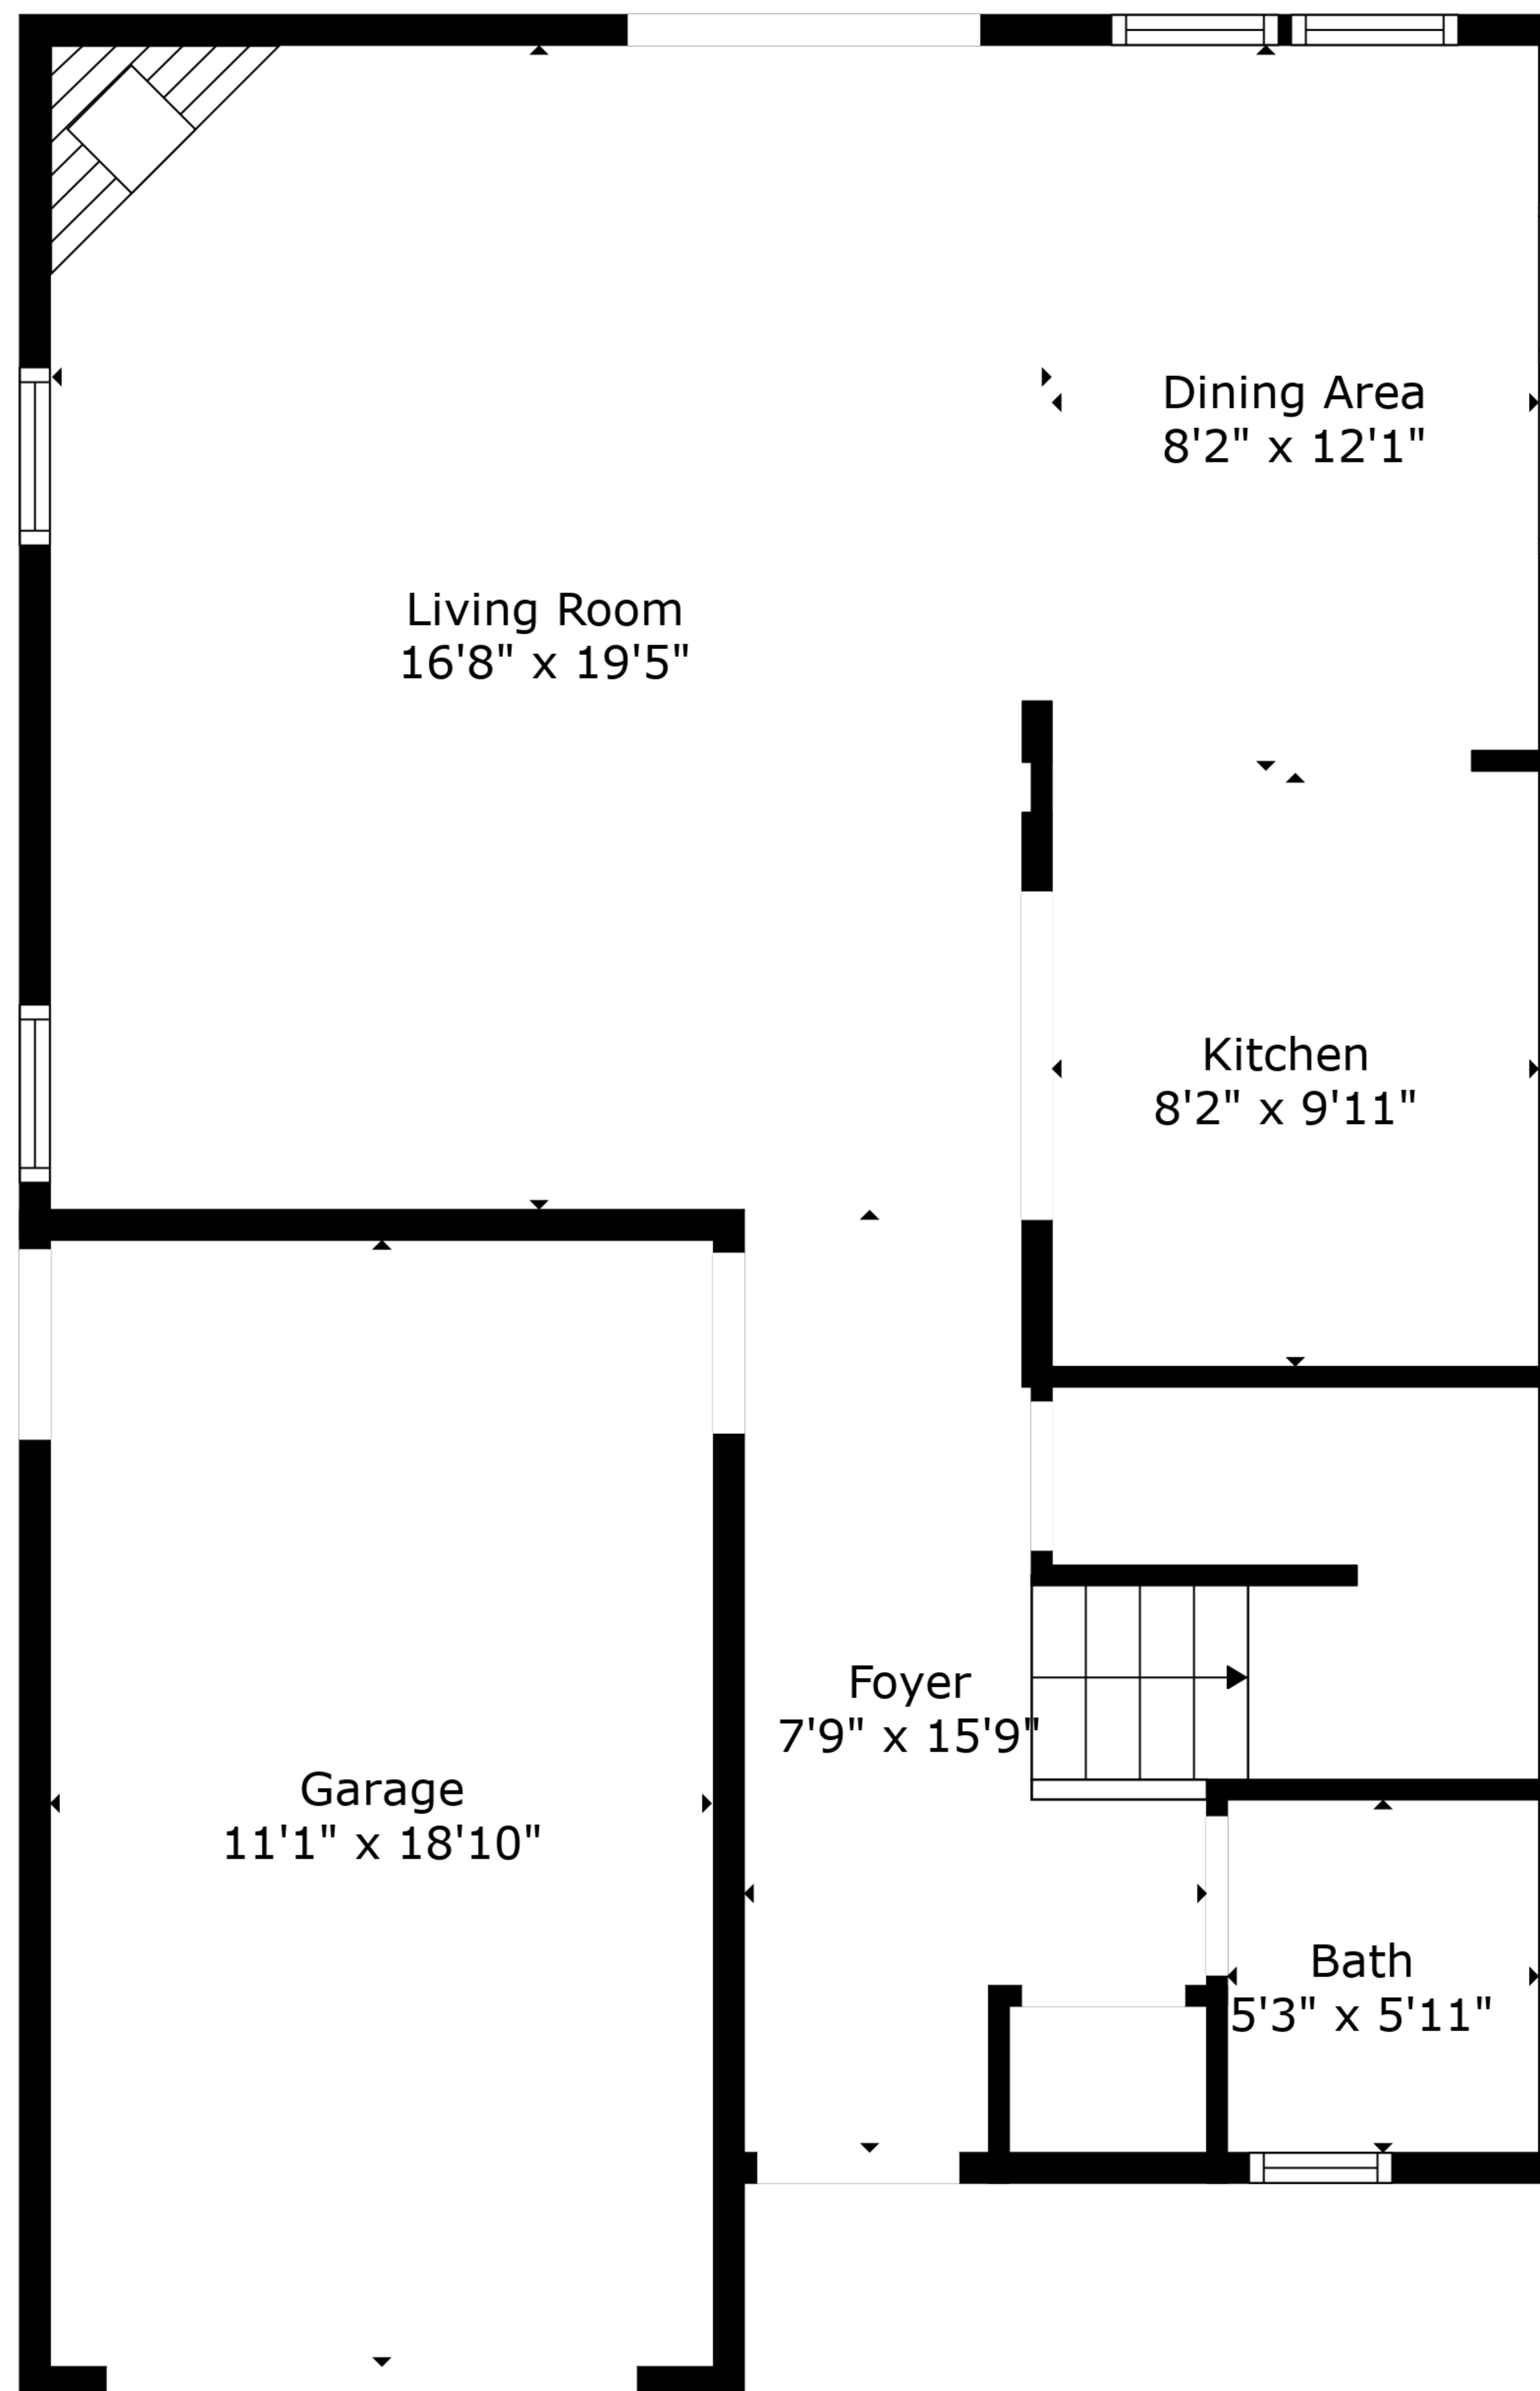 Dining Area
8'2" x 12'1"
Living Room
16'8" x 19'5"
Kitchen
8'2" x 9'11"
Foyer
7'9" x 15'9"
Garage
11'1" x 18'10"
Bath
5'3" x 5'11"